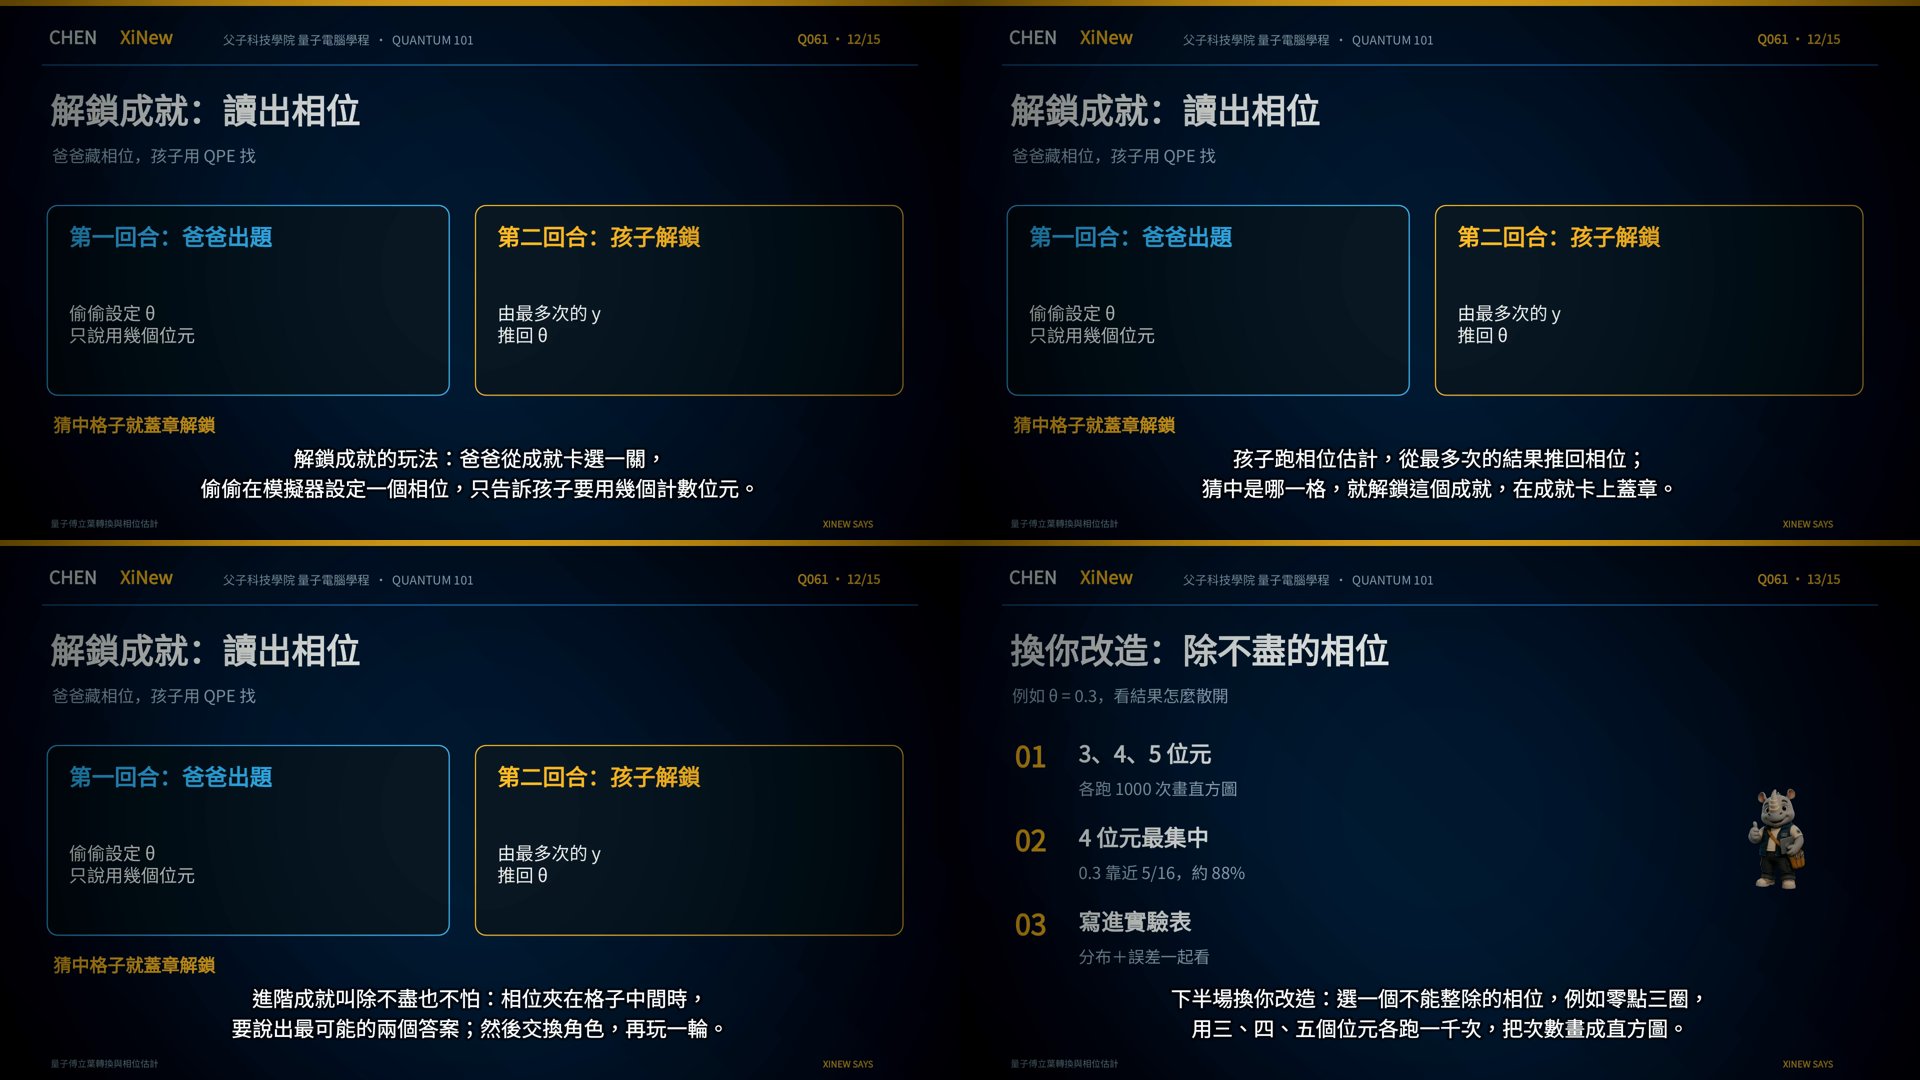 CHEN XiNew 父子科技學院 量子電腦學程 · QUANTUM 101 Q061 · 12/15
解鎖成就：讀出相位
爸爸藏相位，孩子用 QPE 找
第一回合：爸爸出題
偷偷設定 θ
只說用幾個位元
第二回合：孩子解鎖
由最多次的 y
推回 θ
猜中格子就蓋章解鎖
解鎖成就的玩法：爸爸從成就卡選一關，
偷偷在模擬器設定一個相位，只告訴孩子要用幾個計數位元。
量子傅立葉轉換與相位估計 XINEW SAYS
CHEN XiNew 父子科技學院 量子電腦學程 · QUANTUM 101 Q061 · 12/15
解鎖成就：讀出相位
爸爸藏相位，孩子用 QPE 找
第一回合：爸爸出題
偷偷設定 θ
只說用幾個位元
第二回合：孩子解鎖
由最多次的 y
推回 θ
猜中格子就蓋章解鎖
孩子跑相位估計，從最多次的結果推回相位；
猜中是哪一格，就解鎖這個成就，在成就卡上蓋章。
量子傅立葉轉換與相位估計 XINEW SAYS
CHEN XiNew 父子科技學院 量子電腦學程 · QUANTUM 101 Q061 · 12/15
解鎖成就：讀出相位
爸爸藏相位，孩子用 QPE 找
第一回合：爸爸出題
偷偷設定 θ
只說用幾個位元
第二回合：孩子解鎖
由最多次的 y
推回 θ
猜中格子就蓋章解鎖
進階成就叫除不盡也不怕：相位夾在格子中間時，
要說出最可能的兩個答案；然後交換角色，再玩一輪。
量子傅立葉轉換與相位估計 XINEW SAYS
CHEN XiNew 父子科技學院 量子電腦學程 · QUANTUM 101 Q061 · 13/15
換你改造：除不盡的相位
例如 θ = 0.3，看結果怎麼散開
01 3、4、5 位元
各跑 1000 次畫直方圖
02 4 位元最集中
0.3 靠近 5/16，約 88%
03 寫進實驗表
分布＋誤差一起看
下半場換你改造：選一個不能整除的相位，例如零點三圈，
用三、四、五個位元各跑一千次，把次數畫成直方圖。
量子傅立葉轉換與相位估計 XINEW SAYS